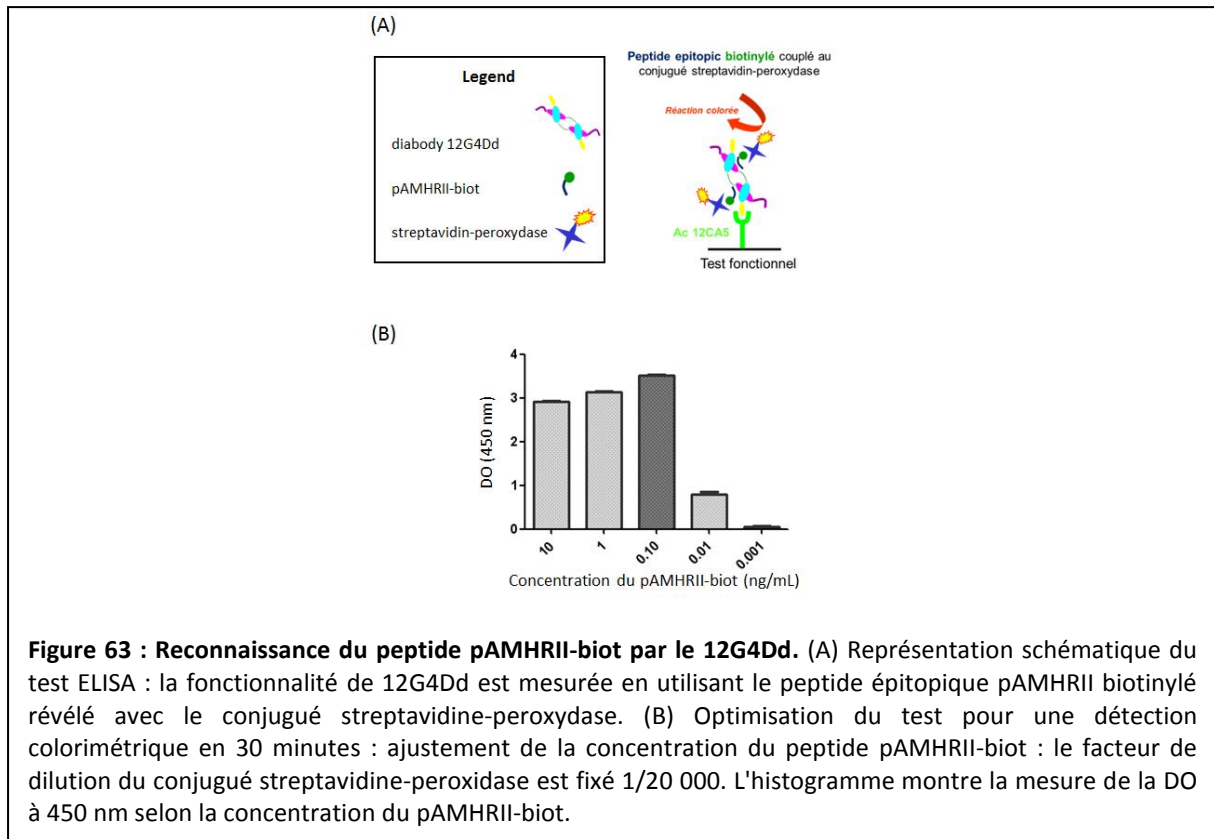 (A)
Legend
diabody 12G4Dd
pAMHRII-biot
streptavidin-peroxydase
Peptide epitopic biotinylé couplé au
conjugué streptavidin-peroxydase
Réaction colorée
Ac 12CA5
Test fonctionnel
(B)
4
3
2
1
0
DO (450 nm)
10
1
0.10
0.01
0.001
Concentration du pAMHRII-biot (ng/mL)
Figure 63 : Reconnaissance du peptide pAMHRII-biot par le 12G4Dd. (A) Représentation schématique du
test ELISA : la fonctionnalité de 12G4Dd est mesurée en utilisant le peptide épitopique pAMHRII biotinylé
révélé avec le conjugué streptavidine-peroxydase. (B) Optimisation du test pour une détection
colorimétrique en 30 minutes : ajustement de la concentration du peptide pAMHRII-biot : le facteur de
dilution du conjugué streptavidine-peroxidase est fixé 1/20 000. L'histogramme montre la mesure de la DO
à 450 nm selon la concentration du pAMHRII-biot.